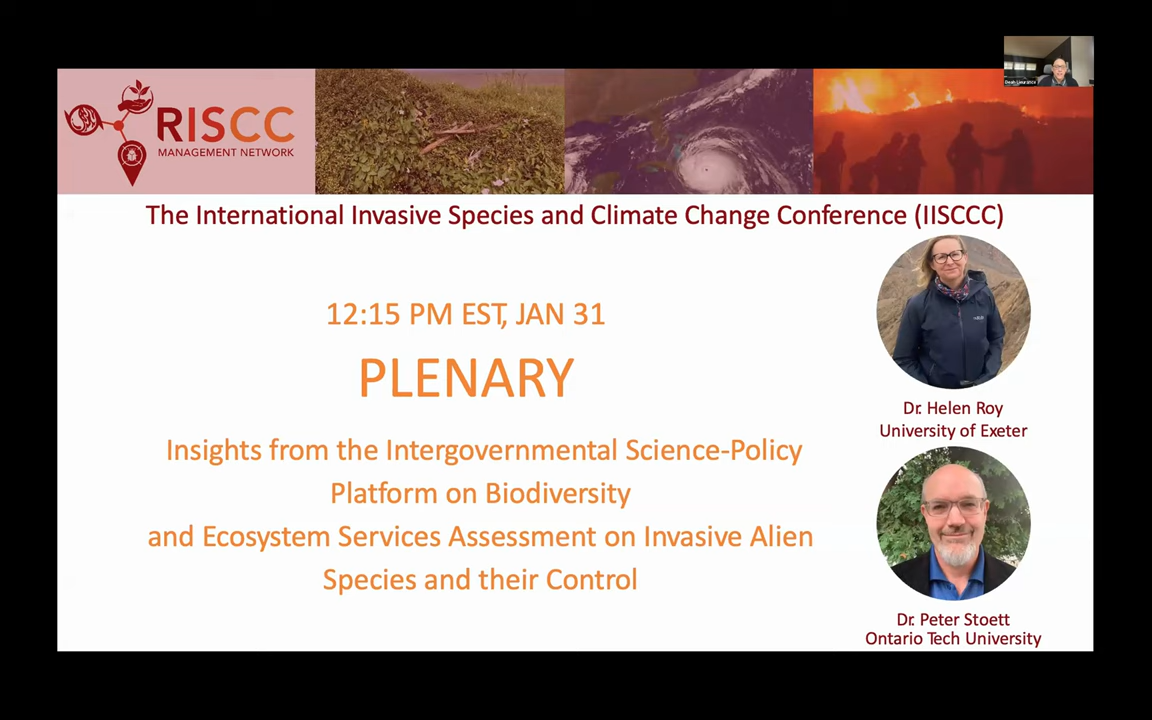 RISCC
MANAGEMENT NETWORK
The International Invasive Species and Climate Change Conference (IISCCC)
12:15 PM EST, JAN 31
PLENARY
Insights from the Intergovernmental Science-Policy
Platform on Biodiversity
and Ecosystem Services Assessment on Invasive Alien
Species and their Control
Dr. Helen Roy
University of Exeter
Dr. Peter Stoett
Ontario Tech University